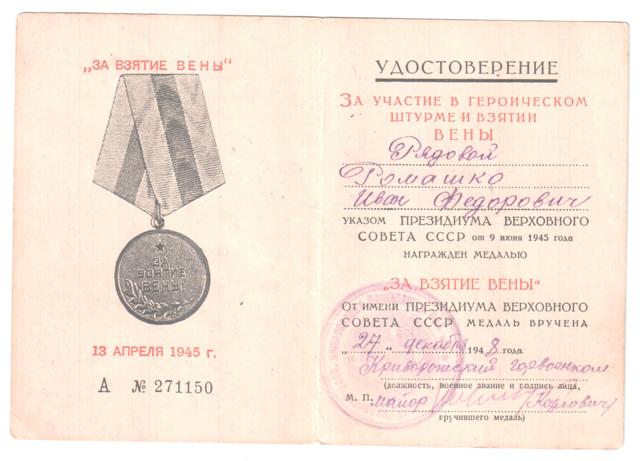 „ЗА ВЗЯТИЕ ВЕНЫ“
ЗА
ВЗЯТИЕ
ВЕНЫ
13 АПРЕЛЯ 1945 г.
А № 271150
УДОСТОВЕРЕНИЕ
ЗА УЧАСТИЕ В ГЕРОИЧЕСКОМ
ШТУРМЕ И ВЗЯТИИ
ВЕНЫ
Рядовой
Ромашко
Иван Федорович
УКАЗОМ ПРЕЗИДИУМА ВЕРХОВНОГО
СОВЕТА СССР от 9 июня 1945 года
НАГРАЖДЕН МЕДАЛЬЮ
„ЗА ВЗЯТИЕ ВЕНЫ“
ОТ ИМЕНИ ПРЕЗИДИУМА ВЕРХОВНОГО
СОВЕТА СССР МЕДАЛЬ ВРУЧЕНА
„27„ декабря 1948 года
Криворожский горвоенком
(должность, военное звание и подпись лица,
М. П. майор /Козлович/
вручившего медаль)